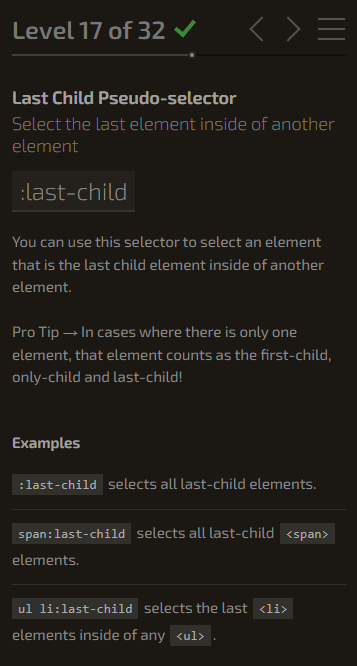 Level 17 of 32
Last Child Pseudo-selector
Select the last element inside of another
element
:last-child
You can use this selector to select an element
that is the last child element inside of another
element.
Pro Tip → In cases where there is only one
element, that element counts as the first-child,
only-child and last-child!
Examples
:last-child selects all last-child elements.
span:last-child selects all last-child <span>
elements.
ul li:last-child selects the last <li>
elements inside of any <ul> .